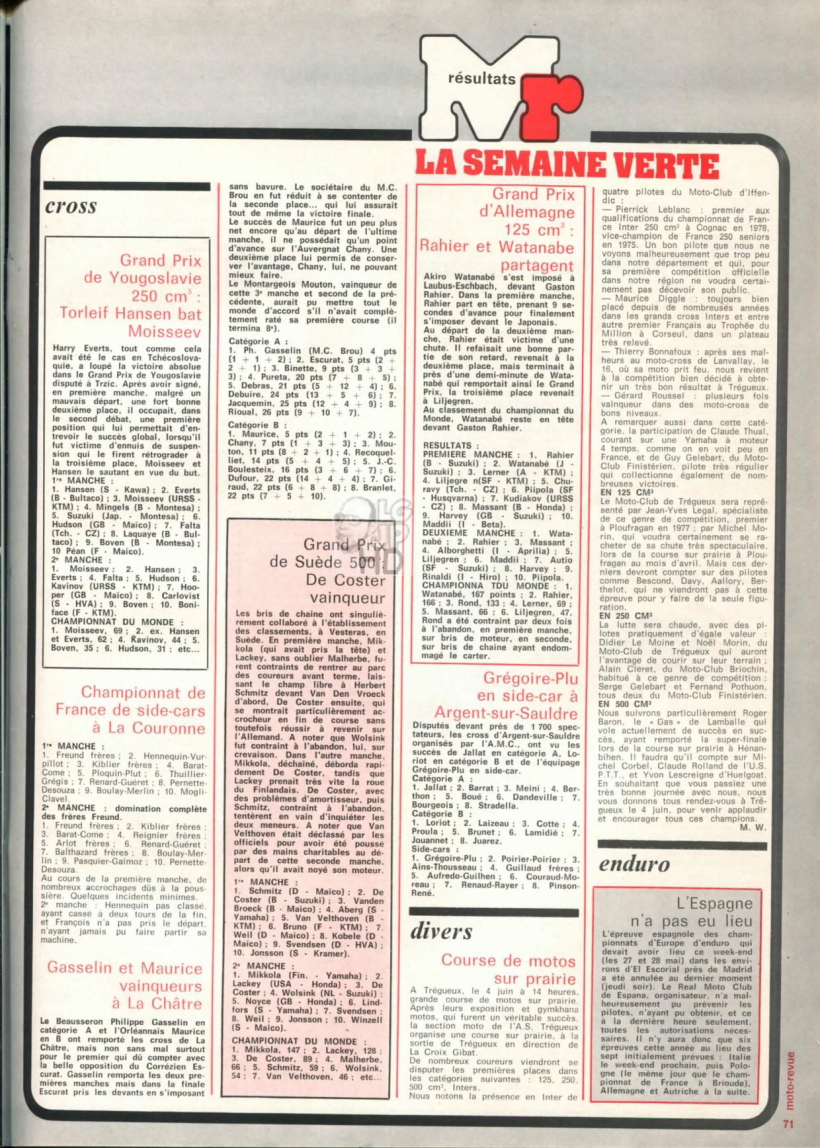 résultats
LA SEMAINE VERTE
cross
Grand Prix
de Yougoslavie
250 cm³ :
Torleif Hansen bat
Moisseev
Harry Everts, tout comme cela
avait été le cas en Tchécoslova-
quie, a loupé la victoire absolue
dans le Grand Prix de Yougoslavie
disputé à Trzic. Après avoir signé,
en première manche, malgré un
mauvais départ, une fort bonne
deuxième place, il occupait, dans
le second débat, une première
position qui lui permettait d'en-
trevoir le succès global, lorsqu'il
fut victime d'ennuis de suspen-
sion qui le firent rétrograder à
la troisième place, Moisseev et
Hansen le sautant en vue du but.
1re MANCHE :
1. Hansen (S - Kawa) ; 2. Everts
(B - Bultaco) ; 3. Moisseev (URSS -
KTM) ; 4. Mingels (B - Montesa) ;
5. Suzuki (Jap. - Montesa) ; 6.
Hudson (GB - Maico) ; 7. Falta
(Tch. - CZ) ; 8. Laquaye (B - Bul-
taco) ; 9. Boven (B - Montesa) ;
10 Péan (F - Maico).
2e MANCHE :
1. Moisseev ; 2. Hansen ; 3.
Everts ; 4. Falta ; 5. Hudson ; 6.
Kavinov (URSS - KTM) ; 7. Hoo-
per (GB - Maico) ; 8. Carlovist
(S - HVA) ; 9. Boven ; 10. Boni-
face (F - KTM).
CHAMPIONNAT DU MONDE :
1. Moisseev, 69 ; 2. ex. Hansen
et Everts, 62 ; 4. Kavinov, 44 ; 5.
Boven, 35 ; 6. Hudson, 31 ; etc...
Championnat de
France de side-cars
à La Couronne
1re MANCHE :
1. Freund frères ; 2. Hennequin-Vur-
pillot ; 3. Kiblier frères ; 4. Barat-
Come ; 5. Ploquin-Plut ; 6. Thuillier-
Grégis ; 7. Renard-Guéret ; 8. Pernette-
Desouza ; 9. Boulay-Merlin ; 10. Mogli-
Clavel.
2e MANCHE : domination complète
des frères Freund.
1. Freund frères ; 2. Kiblier frères ;
3. Barat-Come ; 4. Reignier frères ;
5. Arlot frères ; 6. Renard-Guéret ;
7. Balthazard frères ; 8. Boulay-Mer-
lin ; 9. Pasquier-Galmoz ; 10. Pernette-
Desouza.
Au cours de la première manche, de
nombreux accrochages dûs à la pous-
sière. Quelques incidents minimes.
2e manche : Hennequin pas classé,
ayant cassé à deux tours de la fin,
et François n'a pas pris le départ,
n'ayant jamais pu faire partir sa
machine.
Gasselin et Maurice
vainqueurs
à La Châtre
Le Beausseron Philippe Gasselin en
catégorie A et l'Orléannais Maurice
en B ont remporté les cross de La
Châtre, mais non sans mal surtout
pour le premier qui dû compter avec
la belle opposition du Corrézien Es-
curat. Gasselin remporta les deux pre-
mières manches mais dans la finale
Escurat pris les devants en s'imposant
sans bavure. Le sociétaire du M.C.
Brou en fut réduit à se contenter de
la seconde place... qui lui assurait
tout de même la victoire finale.
Le succès de Maurice fut un peu plus
net encore qu'au départ de l'ultime
manche, il ne possédait qu'un point
d'avance sur l'Auvergnat Chany. Une
deuxième place lui permis de conser-
ver l'avantage, Chany, lui, ne pouvant
mieux faire.
Le Montargeois Mouton, vainqueur de
cette 3e manche et second de la pré-
cédente, aurait pu mettre tout le
monde d'accord s'il n'avait complè-
tement raté sa première course (il
termina 8e).
Catégorie A :
1. Ph. Gasselin (M.C. Brou) 4 pts
(1 + 1 + 2) ; 2. Escurat, 5 pts (2 +
2 + 1) ; 3. Binette, 9 pts (3 + 3 +
3) ; 4. Pureta, 20 pts (7 + 8 + 5) ;
5. Debras, 21 pts (5 + 12 + 4) ; 6.
Debuire, 24 pts (13 + 5 + 6) ; 7.
Jacquemin, 25 pts (12 + 4 + 9) ; 8.
Rioual, 26 pts (9 + 10 + 7).
Catégorie B :
1. Maurice, 5 pts (2 + 1 + 2) ; 2.
Chany, 7 pts (1 + 3 + 3) ; 3. Mou-
ton, 11 pts (8 + 2 + 1) ; 4. Recoquel-
liet, 14 pts (5 + 4 + 5) ; 5. J.-C.
Boulesteix, 16 pts (3 + 6 + 7) ; 6.
Dufour, 22 pts (14 + 4 + 4) ; 7. Gi-
raud, 22 pts (6 + 8 + 8) ; 8. Branlet,
22 pts (7 + 5 + 10).
Grand Prix
de Suède 500 :
De Coster
vainqueur
Les bris de chaine ont singuliè-
rement collaboré à l'établissement
des classements, à Vesteras, en
Suède. En première manche, Mik-
kola (qui avait pris la tête) et
Lackey, sans oublier Malherbe, fu-
rent contraints de rentrer au parc
des coureurs avant terme, lais-
sant le champ libre à Herbert
Schmitz devant Van Den Vroeck
d'abord, De Coster ensuite, qui
se montrait particulièrement ac-
crocheur en fin de course sans
toutefois réussir à revenir sur
l'Allemand. A noter que Wolsink
fut contraint à l'abandon, lui, sur
crevaison. Dans l'autre manche,
Mikkola, déchainé, déborda rapi-
dement De Coster, tandis que
Lackey prenait très vite la roue
du Finlandais. De Coster, avec
des problèmes d'amortisseur, puis
Schmitz, contraint à l'abandon,
tentèrent en vain d'inquiéter les
deux meneurs. A noter que Van
Velthoven était déclassé par les
officiels pour avoir été poussé
par des mains charitables au dé-
part de cette seconde manche,
alors qu'il avait noyé son moteur.
1re MANCHE :
1. Schmitz (D - Maico) ; 2. De
Coster (B - Suzuki) ; 3. Vanden
Broeck (B - Maico) ; 4. Aberg (S -
Yamaha) ; 5. Van Velthoven (B -
KTM) ; 6. Bruno (F - KTM) ; 7.
Weil (D - Maico) ; 8. Kobele (D -
Maico) ; 9. Svendsen (D - HVA) ;
10. Jonsson (S - Kramer).
2e MANCHE :
1. Mikkola (Fin. - Yamaha) ; 2.
Lackey (USA - Honda) ; 3. De
Coster ; 4. Wolsink (NL - Suzuki) ;
5. Noyce (GB - Honda) ; 6. Lind-
fors (S - Yamaha) ; 7. Svendsen ;
8. Weil ; 9. Jonsson ; 10. Winzell
(S - Maico).
CHAMPIONNAT DU MONDE :
1. Mikkola, 147 ; 2. Lackey, 128 ;
3. De Coster, 89 ; 4. Malherbe,
66 ; 5. Schmitz, 59 ; 6. Wolsink,
54 ; 7. Van Velthoven, 46 ; etc...
Grand Prix
d'Allemagne
125 cm³ :
Rahier et Watanabe
partagent
Akiro Watanabé s'est imposé à
Laubus-Eschbach, devant Gaston
Rahier. Dans la première manche,
Rahier part en tête, prenant 9 se-
condes d'avance pour finalement
s'imposer devant le Japonais.
Au départ de la deuxième man-
che, Rahier était victime d'une
chute. Il refaisait une bonne par-
tie de son retard, revenait à la
deuxième place, mais terminait à
près d'une demi-minute de Wata-
nabé qui remportait ainsi le Grand
Prix, la troisième place revenait
à Liljegren.
Au classement du championnat du
Monde, Watanabé reste en tête
devant Gaston Rahier.
RESULTATS :
PREMIERE MANCHE : 1. Rahier
(B - Suzuki) ; 2. Watanabé (J -
Suzuki) ; 3. Lerner (A - KTM) ;
4. Liljegre n(SF - KTM) ; 5. Chu-
ravy (Tch. - CZ) ; 6. Piipola (SF
- Husqvarna) ; 7. Kudiakov (URSS
- CZ) ; 8. Massant (B - Honda) ;
9. Harvey (GB - Suzuki) ; 10.
Maddii (I - Beta).
DEUXIEME MANCHE : 1. Wata-
nabé ; 2. Rahier ; 3. Massant ;
4. Alborghetti (I - Aprilia) ; 5.
Liljegren ; 6. Maddii ; 7. Autio
(SF - Suzuki) ; 8. Harvey ; 9.
Rinaldi (I - Hiro) ; 10. Piipola.
CHAMPIONNA TDU MONDE : 1.
Watanabé, 167 points ; 2. Rahier,
166 ; 3. Rond, 133 ; 4. Lerner, 69 ;
5. Massant, 66 ; 6. Liljegren, 47.
Rond a été contraint par deux fois
à l'abandon, en première manche,
sur bris de moteur, en seconde,
sur bris de chaine ayant endom-
magé le carter.
Grégoire-Plu
en side-car à
Argent-sur-Sauldre
Disputés devant près de 1 700 spec-
tateurs, les cross d'Argent-sur-Sauldre
organisés par l'A.M.C., ont vu les
succès de Jallat en catégorie A, Lo-
riot en catégorie B et de l'équipage
Grégoire-Plu en side-car.
Catégorie A :
1. Jallat ; 2. Barrat ; 3. Meini ; 4. Ber-
thon ; 5. Boué ; 6. Dandeville ; 7.
Bourgeois ; 8. Stradella.
Catégorie B :
1. Loriot ; 2. Laizeau ; 3. Cotte ; 4.
Proula ; 5. Brunet ; 6. Lamidié ; 7.
Jouannet ; 8. Juarez.
Side-cars :
1. Grégoire-Plu ; 2. Poirier-Poirier ; 3.
Ains-Thousseau ; 4. Guillaud frères ;
5. Aufredo-Guilhen ; 6. Couraud-Mo-
reau ; 7. Renaud-Rayer ; 8. Pinson-
René.
divers
Course de motos
sur prairie
A Trégueux, le 4 juin à 14 heures,
grande course de motos sur prairie.
Après leurs exposition et gymkhana
motos, qui furent un véritable succès,
la section moto de l'A.S. Trégueux
organise une course sur prairie, à la
sortie de Trégueux en direction de
La Croix Gibat.
De nombreux coureurs viendront se
disputer les premières places dans
les catégories suivantes : 125, 250,
500 cm³, Inters.
Nous notons la présence en Inter de
quatre pilotes du Moto-Club d'Iffen-
dic :
— Pierrick Leblanc : premier aux
qualifications du championnat de Fran-
ce Inter 250 cm³ à Cognac en 1978,
vice-champion de France 250 seniors
en 1975. Un bon pilote que nous ne
voyons malheureusement que trop peu
dans notre département et qui, pour
sa première compétition officielle
dans notre région ne voudra certai-
nement pas décevoir son public.
— Maurice Diggle : toujours bien
placé depuis de nombreuses années
dans les grands cross Inters et entre
autre premier Français au Trophée du
Million à Corseul, dans un plateau
très relevé.
— Thierry Bonnafoux : après ses mal-
heurs au moto-cross de Lanvallay, le
16, où sa moto prit feu, nous revient
à la compétition bien décidé à obte-
nir un très bon résultat à Trégueux.
— Gérard Roussel : plusieurs fois
vainqueur dans des moto-cross de
bons niveaux.
A remarquer aussi dans cette caté-
gorie, la participation de Claude Thual,
courant sur une Yamaha à moteur
4 temps, comme on en voit peu en
France, et de Guy Gelebart, du Moto-
Club Finistérien, pilote très régulier
qui collectionne également de nom-
breuses victoires.
EN 125 CM³
Le Moto-Club de Trégueux sera repré-
senté par Jean-Yves Legal, spécialiste
de ce genre de compétition, premier
à Ploufragan en 1977 ; par Michel Mo-
rin, qui voudra certainement se ra-
cheter de sa chute très spectaculaire,
lors de la course sur prairie à Plou-
fragan au mois d'avril. Mais ces der-
niers devront compter sur des pilotes
comme Bescond, Davy, Aallory, Ber-
thelot, qui ne viendront pas à cette
épreuve pour y faire de la seule figu-
ration.
EN 250 CM³
La lutte sera chaude, avec des pi-
lotes pratiquement d'égale valeur :
Didier Le Moine et Noël Morin, du
Moto-Club de Trégueux qui auront
l'avantage de courir sur leur terrain ;
Alain Cleret, du Moto-Club Briochin,
habitué à ce genre de compétition ;
Serge Gelebart et Fernand Pothuon,
tous deux du Moto-Club Finistérien.
EN 500 CM³
Nous suivrons particulièrement Roger
Baron, le « Gas » de Lamballe qui
vole actuellement de succès en suc-
cès, ayant remporté la super-finale
lors de la course sur prairie à Hénan-
bihen. Il faudra qu'il compte sur Mi-
chel Corbel, Claude Rolland de l'U.S.
P.T.T., et Yvon Lescreigne d'Huelgoat.
En souhaitant que vous passiez une
très bonne journée avec nous, nous
vous donnons tous rendez-vous à Tré-
gueux le 4 juin, pour venir applaudir
et encourager tous ces champions.
M. W.
enduro
L'Espagne
n'a pas eu lieu
L'épreuve espagnole des cham-
pionnats d'Europe d'enduro qui
devait avoir lieu ce week-end
(les 27 et 28 mai) dans les envi-
rons d'El Escorial près de Madrid
a été annulée au dernier moment
(jeudi soir). Le Real Moto Club
de Espana, organisateur, n'a mal-
heureusement pu prévenir les
pilotes, n'ayant pu obtenir, et ce
à la dernière heure seulement,
toutes les autorisations néces-
saires. Il n'y aura donc que six
épreuves cette année au lieu des
sept initialement prévues : Italie
le week-end prochain, puis Polo-
gne (le même jour que le cham-
pionnat de France à Brioude),
Allemagne et Autriche à la suite.
moto-revue
71